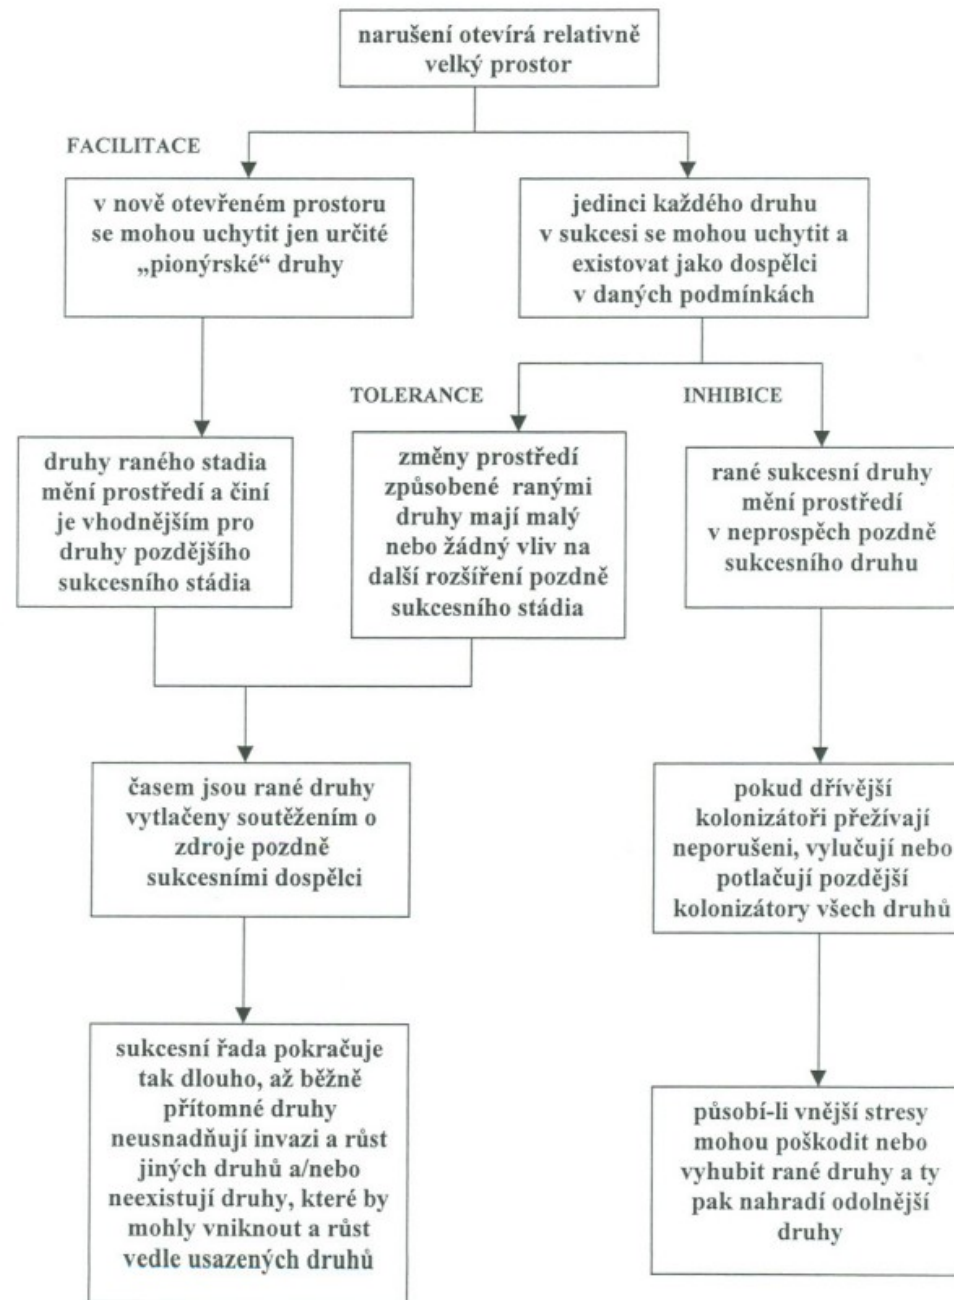 narušení otevírá relativně
velký prostor
FACILITACE
v nově otevřeném prostoru
se mohou uchytit jen určité
„pionýrské“ druhy
jedinci každého druhu
v sukcesi se mohou uchytit a
existovat jako dospělci
v daných podmínkách
TOLERANCE
INHIBICE
druhy raného stadia
mění prostředí a činí
je vhodnějším pro
druhy pozdějšího
sukcesního stádia
změny prostředí
způsobené ranými
druhy mají malý
nebo žádný vliv na
další rozšíření pozdně
sukcesního stádia
rané sukcesní druhy
mění prostředí
v neprospěch pozdně
sukcesního druhu
časem jsou rané druhy
vytlačeny soutěžením o
zdroje pozdně
sukcesními dospělci
pokud dřívější
kolonizátoři přežívají
neporušeni, vylučují nebo
potlačují pozdější
kolonizátory všech druhů
sukcesní řada pokračuje
tak dlouho, až běžně
přítomné druhy
neusnadňují invazi a růst
jiných druhů a/nebo
neexistují druhy, které by
mohly vniknout a růst
vedle usazených druhů
působí-li vnější stresy
mohou poškodit nebo
vyhubit rané druhy a ty
pak nahradí odolnější
druhy